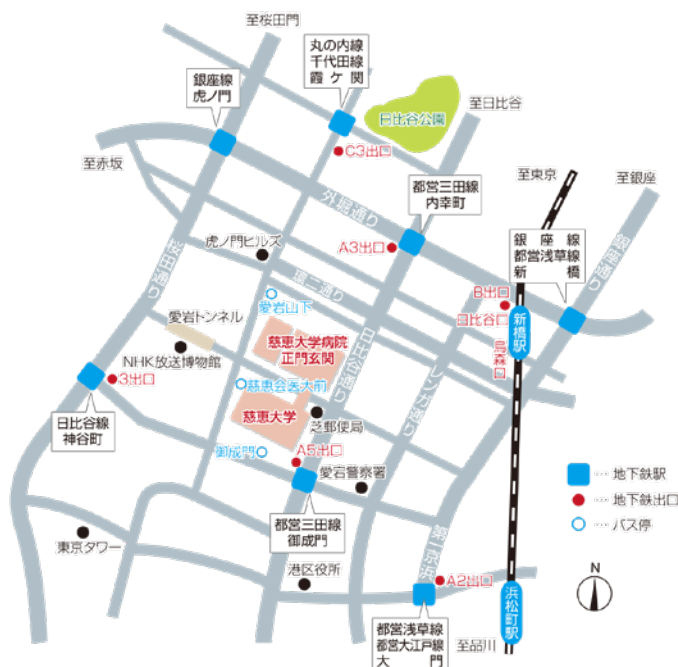 至桜田門
丸の内線
千代田線
霞ケ関
銀座線
虎ノ門
日比谷公園
至日比谷
C3出口
至赤坂
至東京
至銀座
都営三田線
内幸町
外堀通り
桜田通り
虎ノ門ヒルズ
A3出口
銀座線
都営浅草線
新橋
銀座通り
環二通り
愛宕山下
B出口
日比谷口
新橋駅
烏森口
愛宕トンネル
慈恵大学病院
正門玄関
日比谷通り
レンガ通り
NHK放送博物館
3出口
慈恵会医大前
日比谷線
神谷町
慈恵大学
芝郵便局
御成門
A5出口
愛宕警察署
地下鉄駅
地下鉄出口
バス停
都営三田線
御成門
第一京浜
東京タワー
港区役所
A2出口
浜松町駅
N
都営浅草線
都営大江戸線
大門
至品川